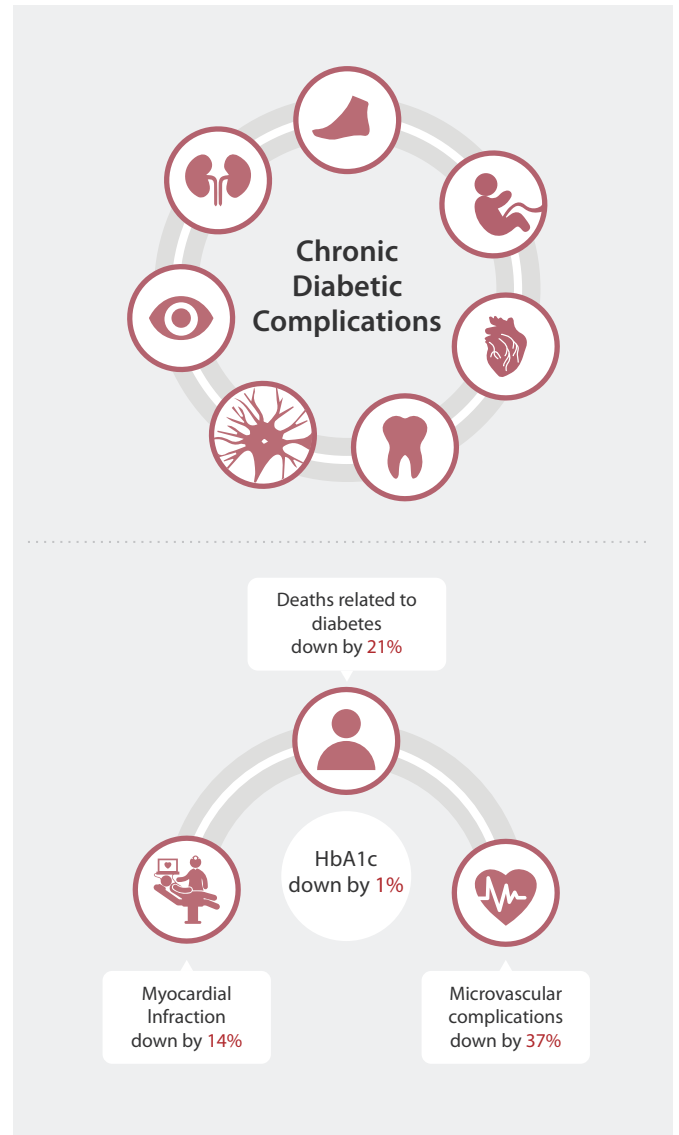 Chronic
Diabetic
Complications
Deaths related to
diabetes
down by 21%
HbA1c
down by 1%
Myocardial
Infraction
down by 14%
Microvascular
complications
down by 37%